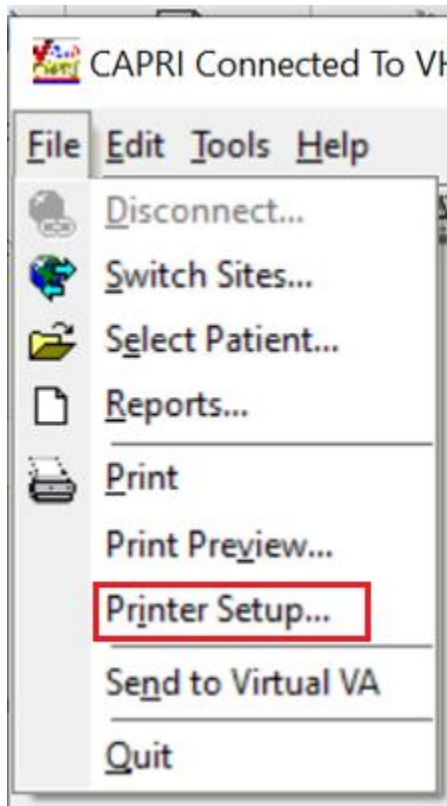 CAPRI Connected To VH
File Edit Tools Help
Disconnect...
Switch Sites...
Select Patient...
Reports...
Print
Print Preview...
Printer Setup...
Send to Virtual VA
Quit